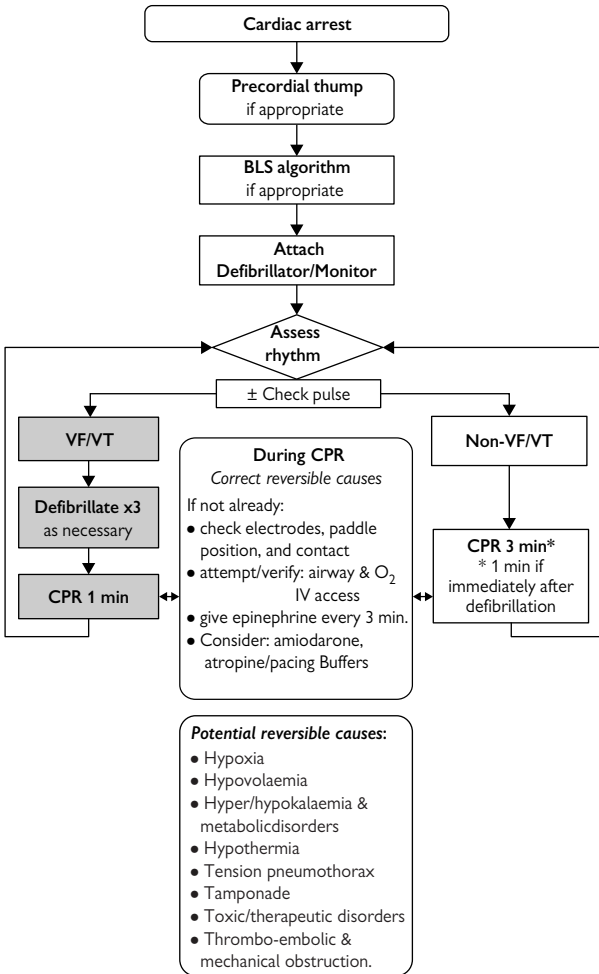 Cardiac arrest
Precordial thump
if appropriate
BLS algorithm
if appropriate
Attach
Defibrillator/Monitor
Assess
rhythm
± Check pulse
VF/VT
Defibrillate x3
as necessary
CPR 1 min
During CPR
Correct reversible causes
If not already:
● check electrodes, paddle
position, and contact
● attempt/verify: airway & O₂
IV access
● give epinephrine every 3 min.
● Consider: amiodarone,
atropine/pacing Buffers
Non-VF/VT
CPR 3 min*
* 1 min if
immediately after
defibrillation
Potential reversible causes:
● Hypoxia
● Hypovolaemia
● Hyper/hypokalaemia &
metabolicdisorders
● Hypothermia
● Tension pneumothorax
● Tamponade
● Toxic/therapeutic disorders
● Thrombo-embolic &
mechanical obstruction.